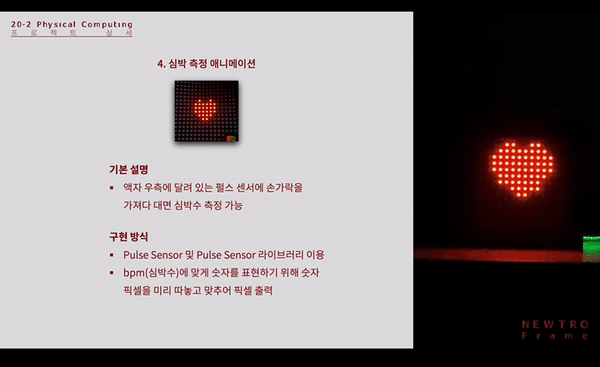 20-2 Physical Computing
프로젝트 상세
4. 심박 측정 애니메이션
기본 설명
▪ 액자 우측에 달려 있는 펄스 센서에 손가락을
가져다 대면 심박수 측정 가능
구현 방식
▪ Pulse Sensor 및 Pulse Sensor 라이브러리 이용
▪ bpm(심박수)에 맞게 숫자를 표현하기 위해 숫자
픽셀을 미리 따놓고 맞추어 픽셀 출력
NEWTRO
Frame